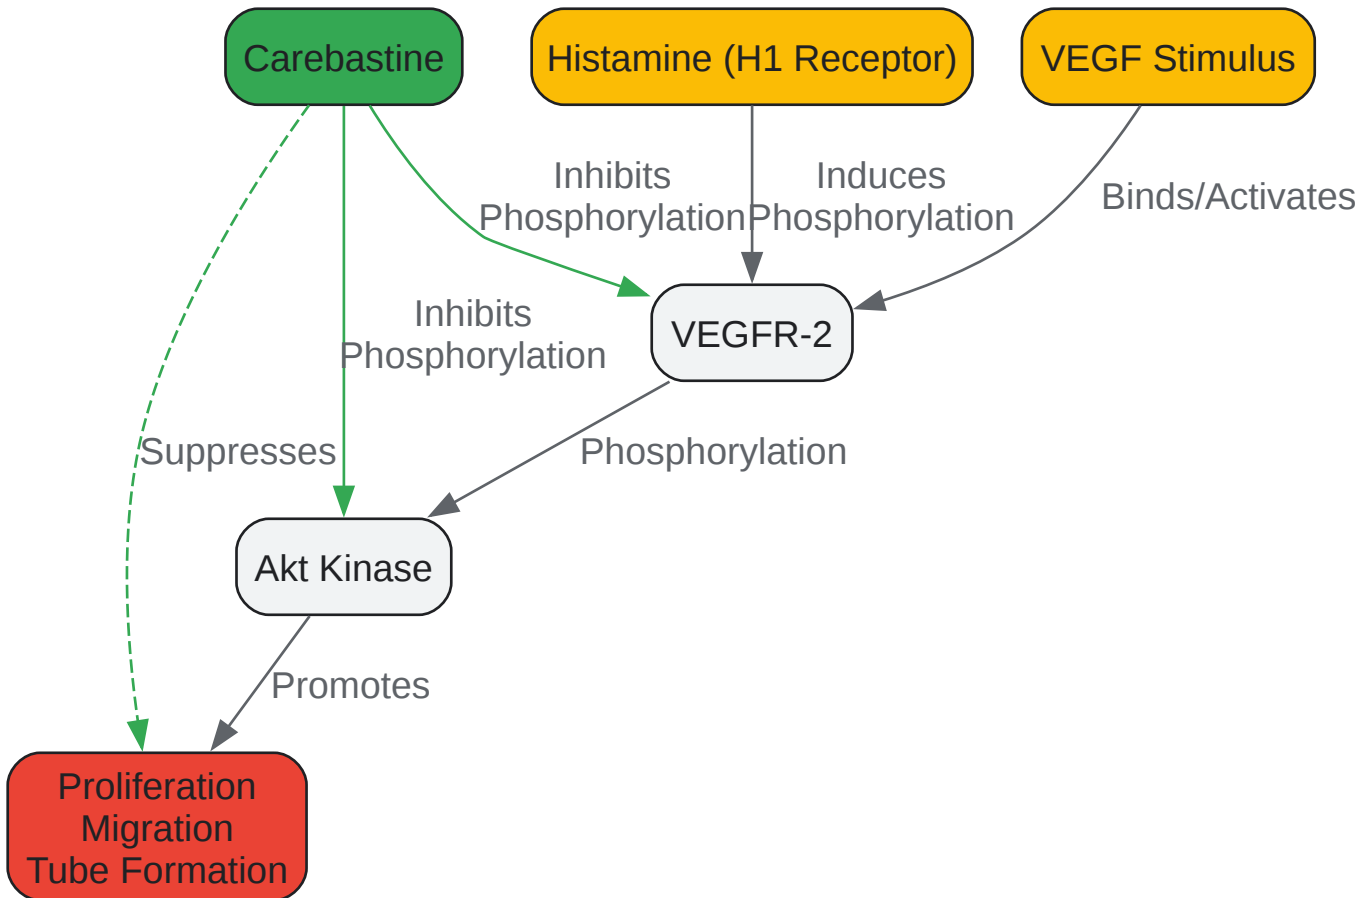 Carebastine
Histamine (H1 Receptor)
VEGF Stimulus
Inhibits
Phosphorylation
Induces
Phosphorylation
Binds/Activates
Inhibits
Phosphorylation
VEGFR-2
Suppresses
Phosphorylation
Akt Kinase
Promotes
Proliferation
Migration
Tube Formation